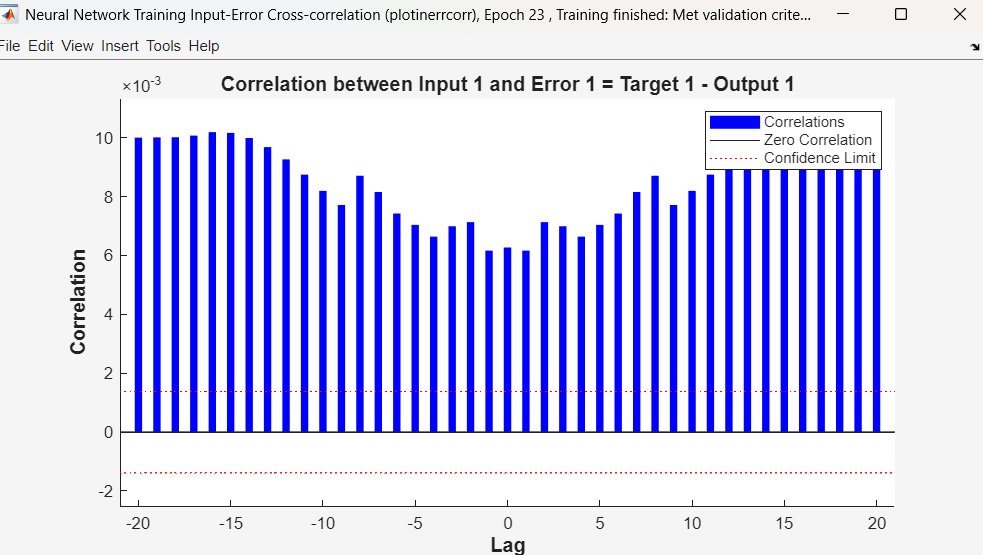 Neural Network Training Input-Error Cross-correlation (plotinerrcorr), Epoch 23 , Training finished: Met validation crite...
File Edit View Insert Tools Help
×10-3
Correlation between Input 1 and Error 1 = Target 1 - Output 1
Correlations
Zero Correlation
Confidence Limit
10
8
6
4
2
0
-2
Correlation
-20 -15 -10 -5 0 5 10 15 20
Lag